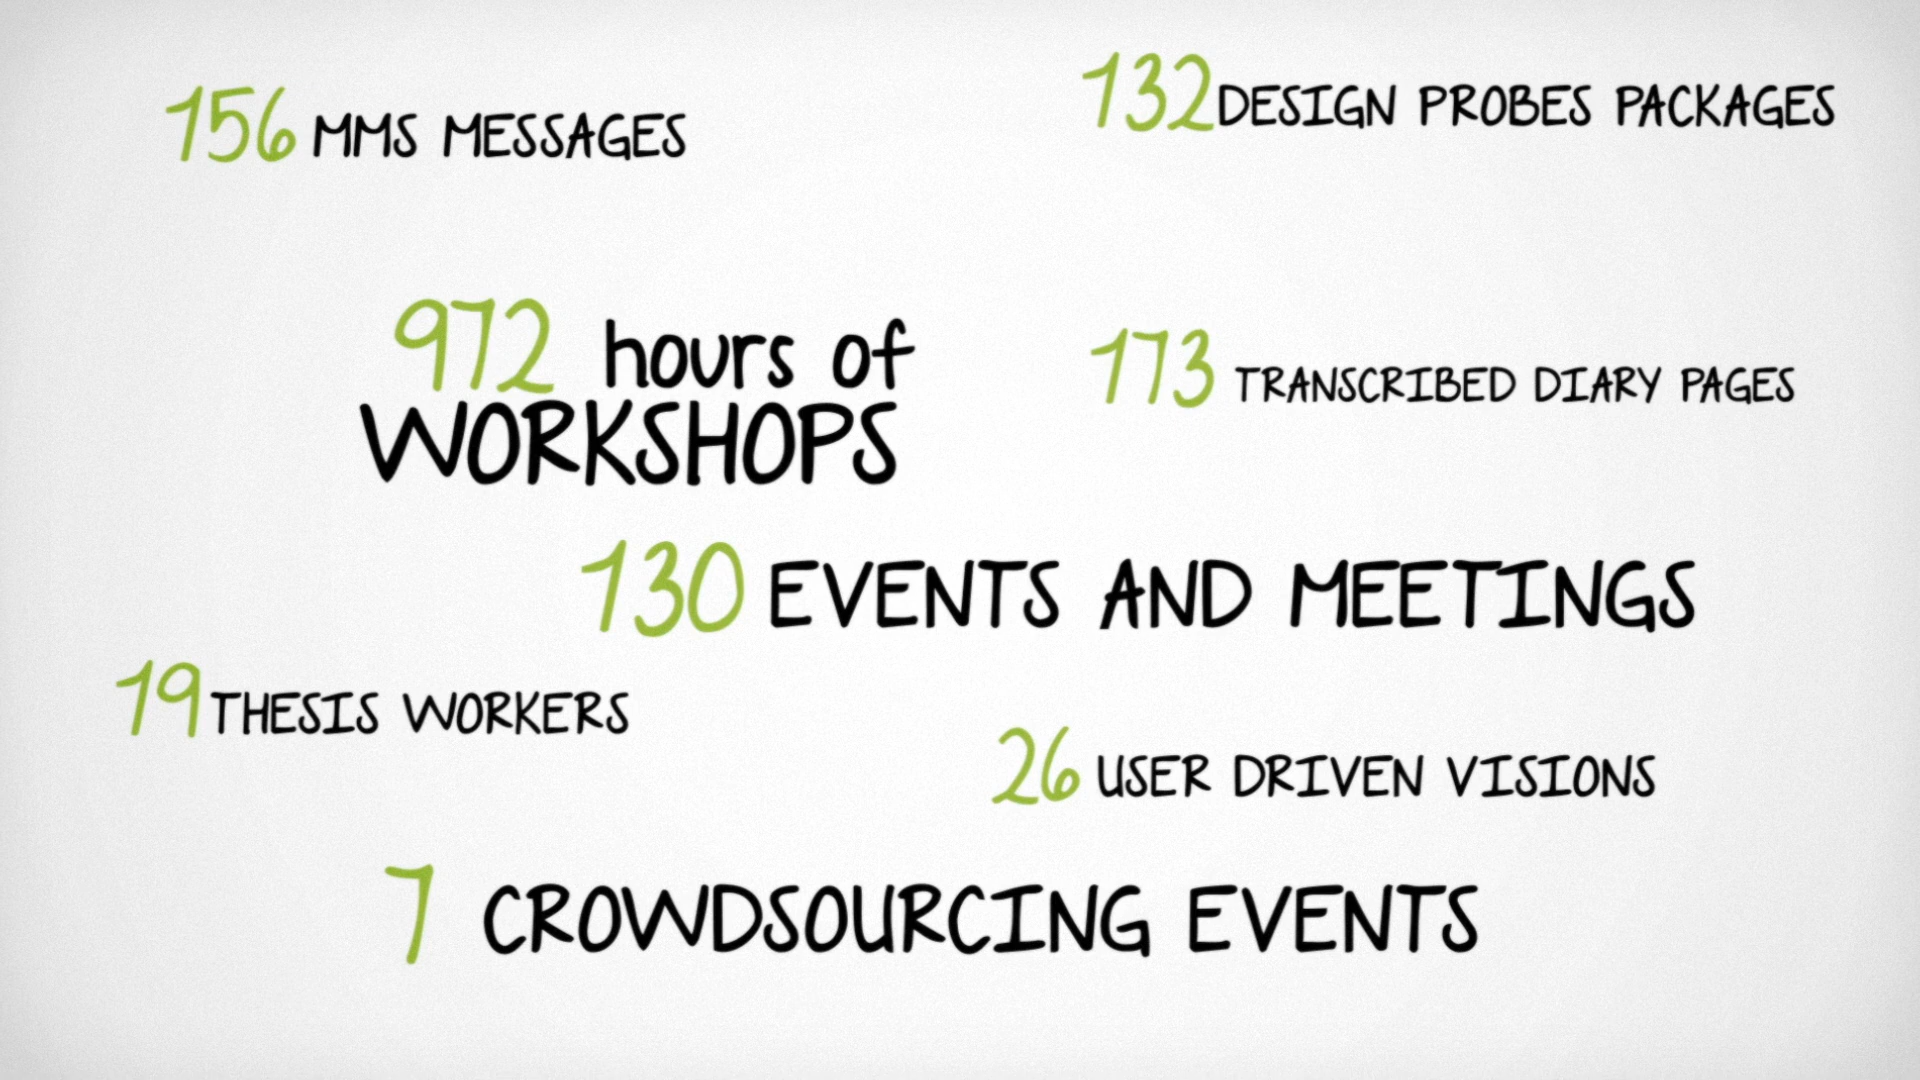 156 MMS MESSAGES
132 DESIGN PROBES PACKAGES
972 hours of
WORKSHOPS
173 TRANSCRIBED DIARY PAGES
130 EVENTS AND MEETINGS
19 THESIS WORKERS
26 USER DRIVEN VISIONS
7 CROWDSOURCING EVENTS